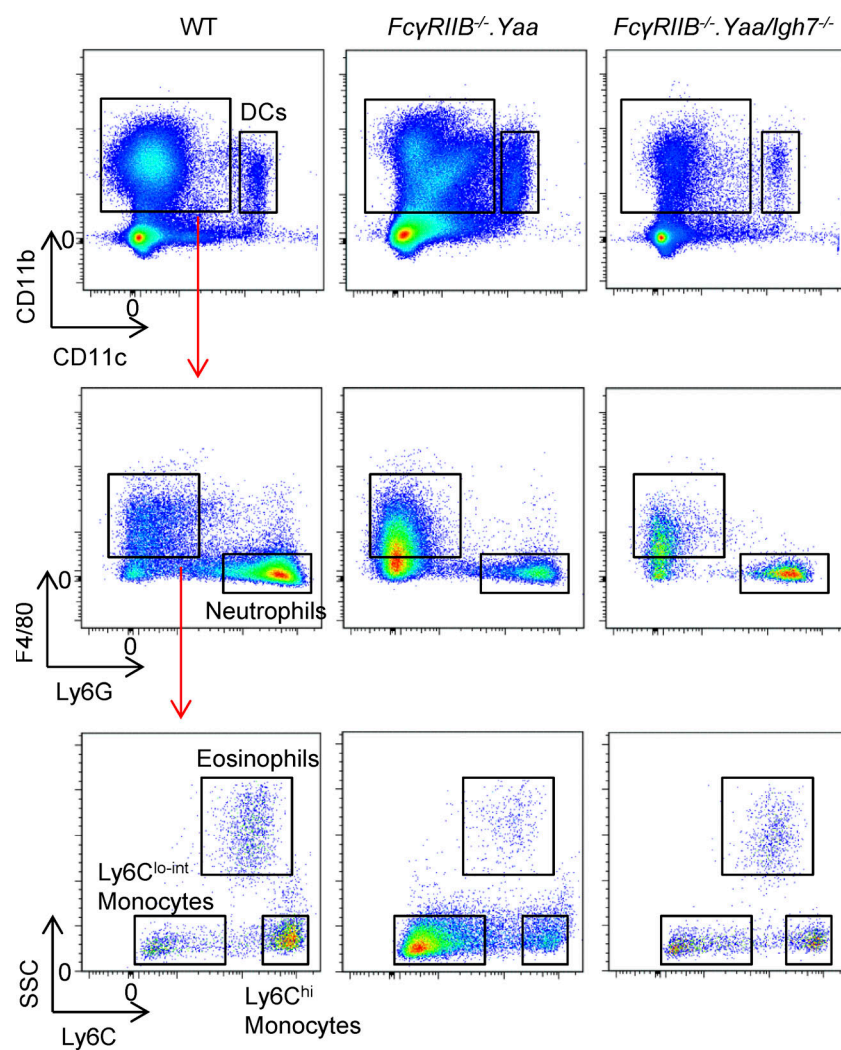 WT
FcγRIIB-/-.Yaa
FcγRIIB-/-.Yaa/Igh7-/-
DCs
0
CD11b
0
CD11c
0
F4/80
Neutrophils
0
Ly6G
Eosinophils
Ly6Clo-int
Monocytes
SSC
0
0
Ly6C
Ly6Chi
Monocytes